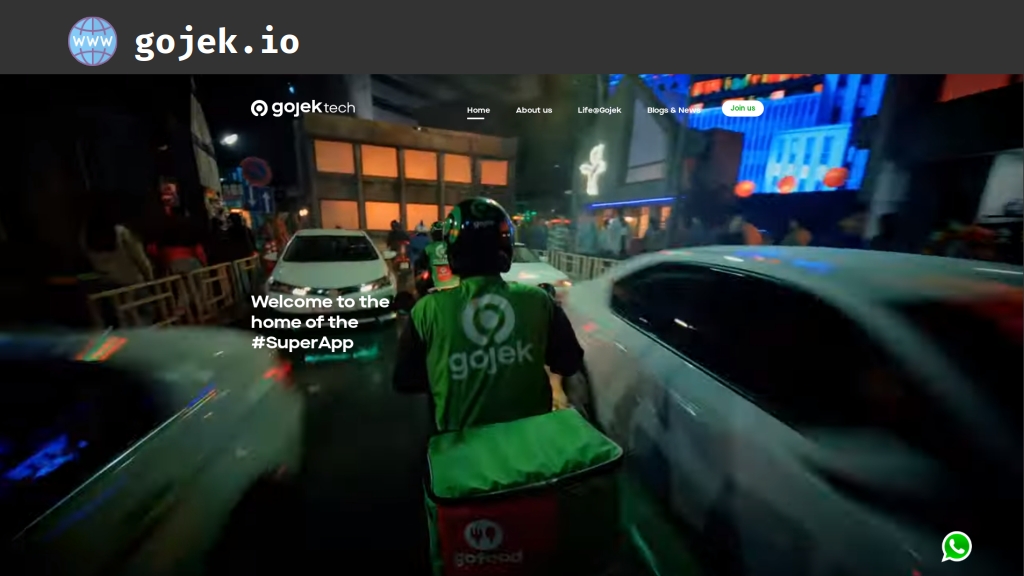 www gojek.io
gojek tech
Home About us Life@Gojek Blogs & News Join us
Welcome to the
home of the
#SuperApp
gojek
gofood